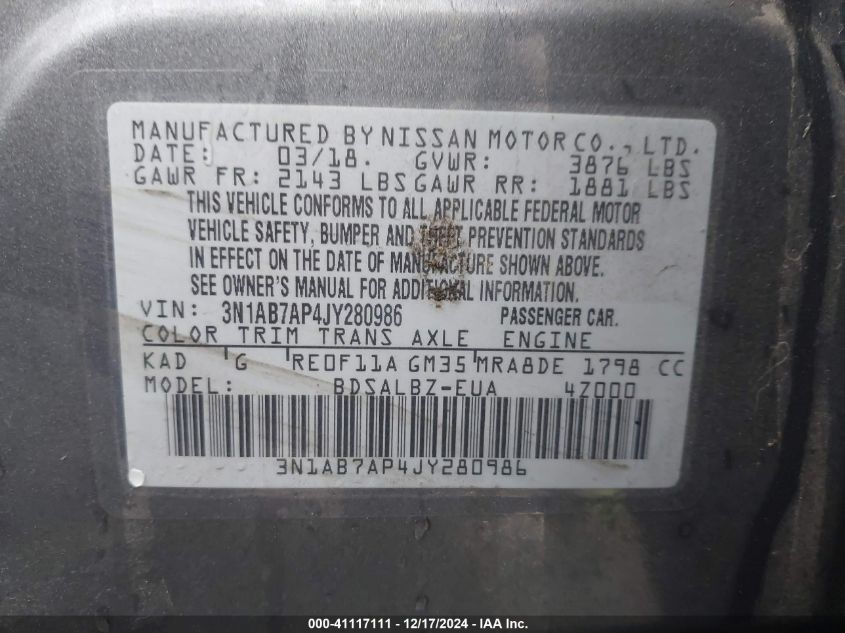 MANUFACTURED BY NISSAN MOTOR CO., LTD.
DATE: 03/18. GVWR: 3876 LBS
GAWR FR: 2143 LBS GAWR RR: 1881 LBS
THIS VEHICLE CONFORMS TO ALL APPLICABLE FEDERAL MOTOR
VEHICLE SAFETY, BUMPER AND THEFT PREVENTION STANDARDS
IN EFFECT ON THE DATE OF MANUFACTURE SHOWN ABOVE.
SEE OWNER'S MANUAL FOR ADDITIONAL INFORMATION.
VIN: 3N1AB7AP4JY280986 PASSENGER CAR.
COLOR TRIM TRANS AXLE ENGINE
KAD G RE0F11A GM35 MRA8DE 1798 CC
MODEL: BDSALBZ-EUA 4Z000
3N1AB7AP4JY280986
000-41117111 - 12/17/2024 - IAA Inc.